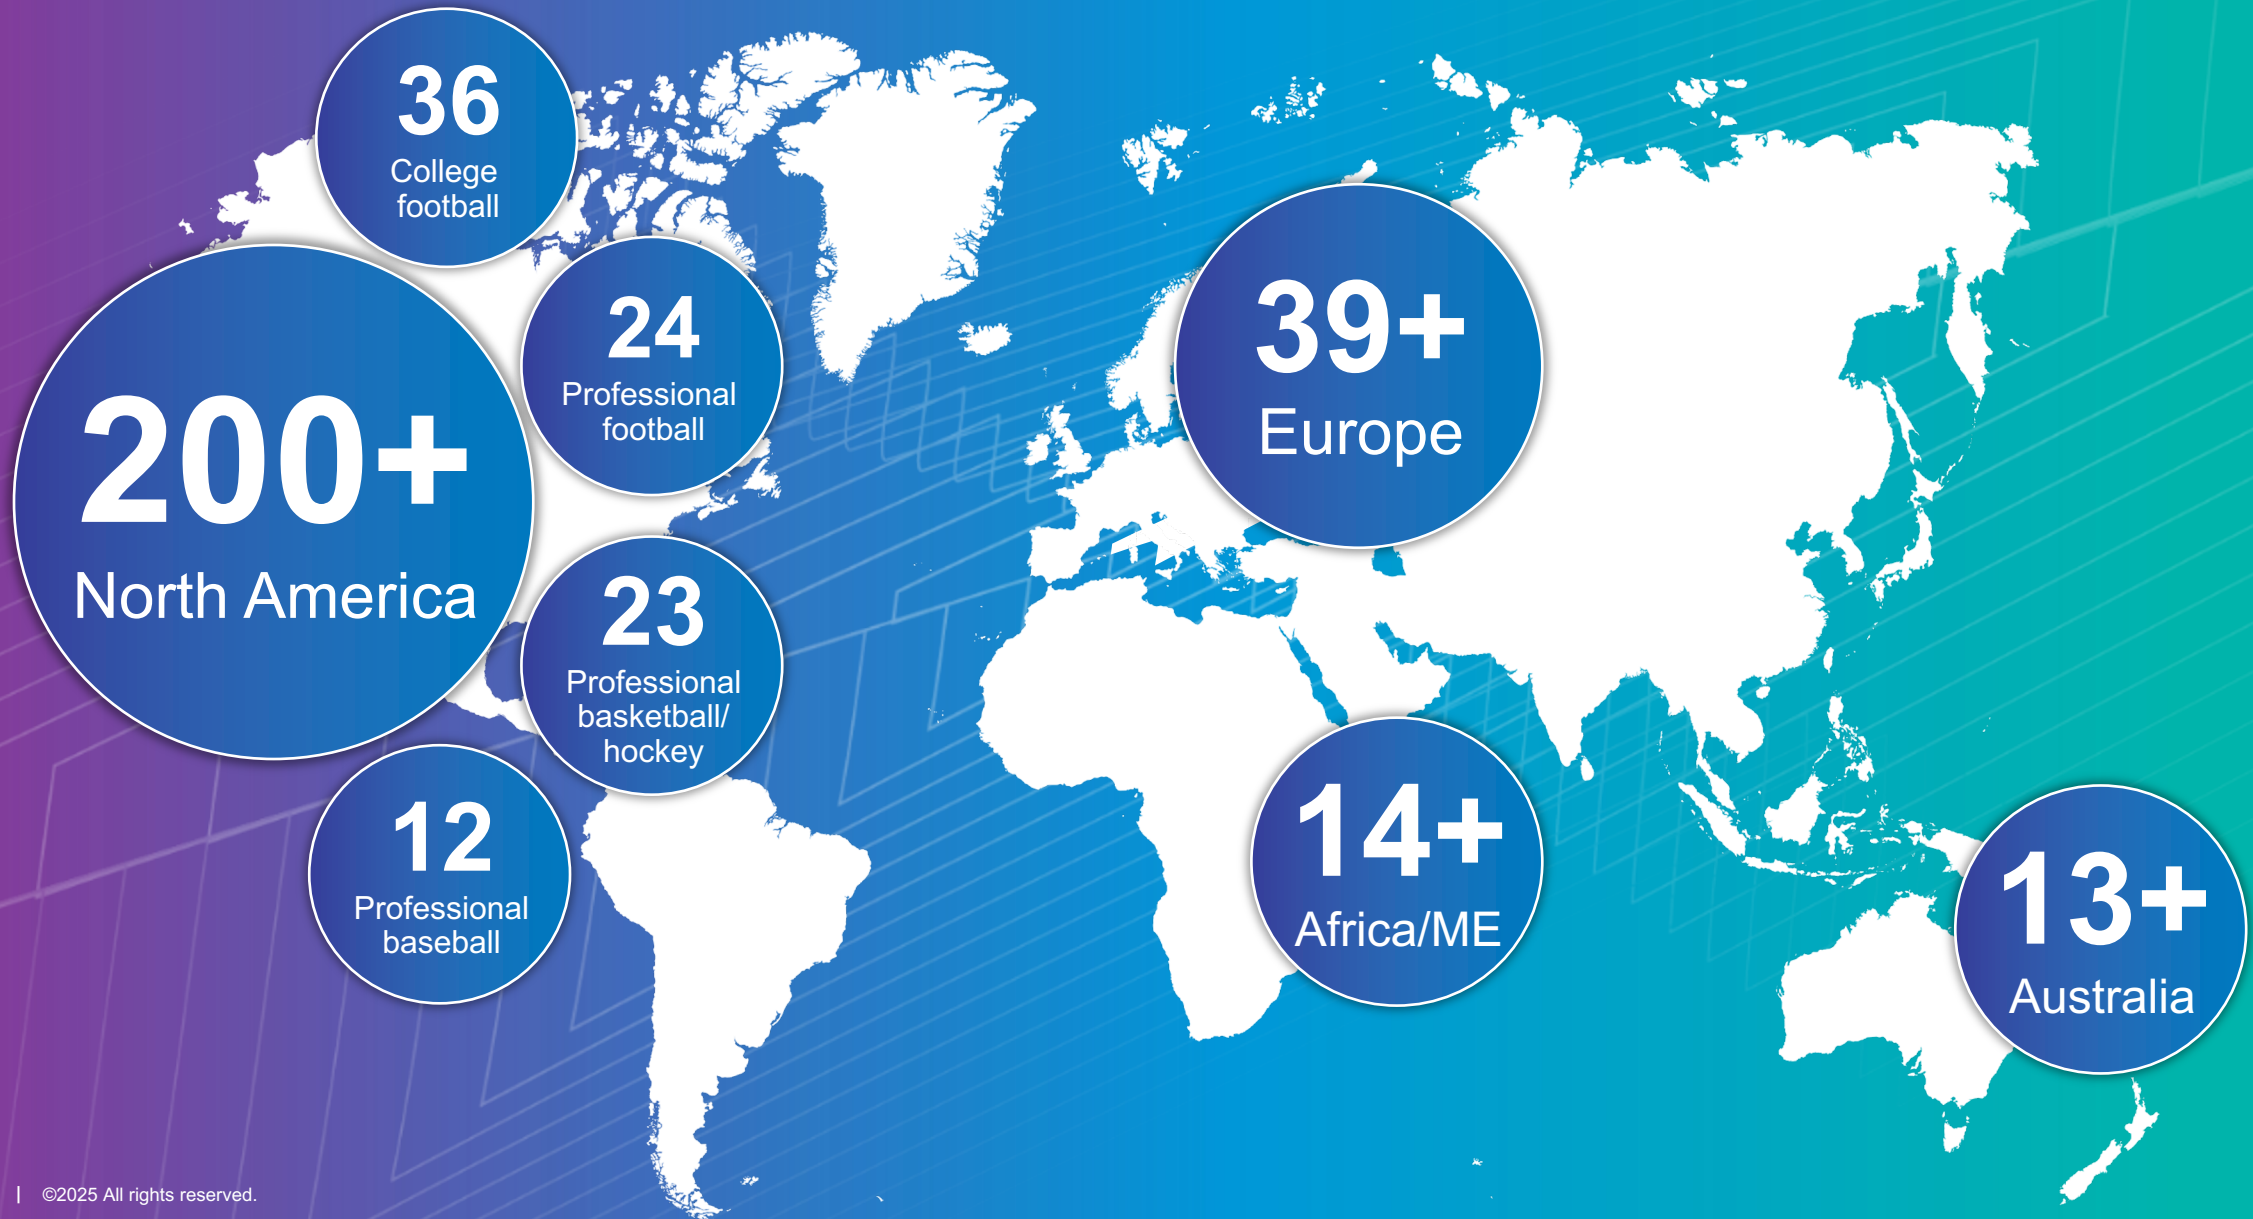 36
College
football
24
Professional
football
200+
North America
23
Professional
basketball/
hockey
12
Professional
baseball
39+
Europe
14+
Africa/ME
13+
Australia
| ©2025 All rights reserved.